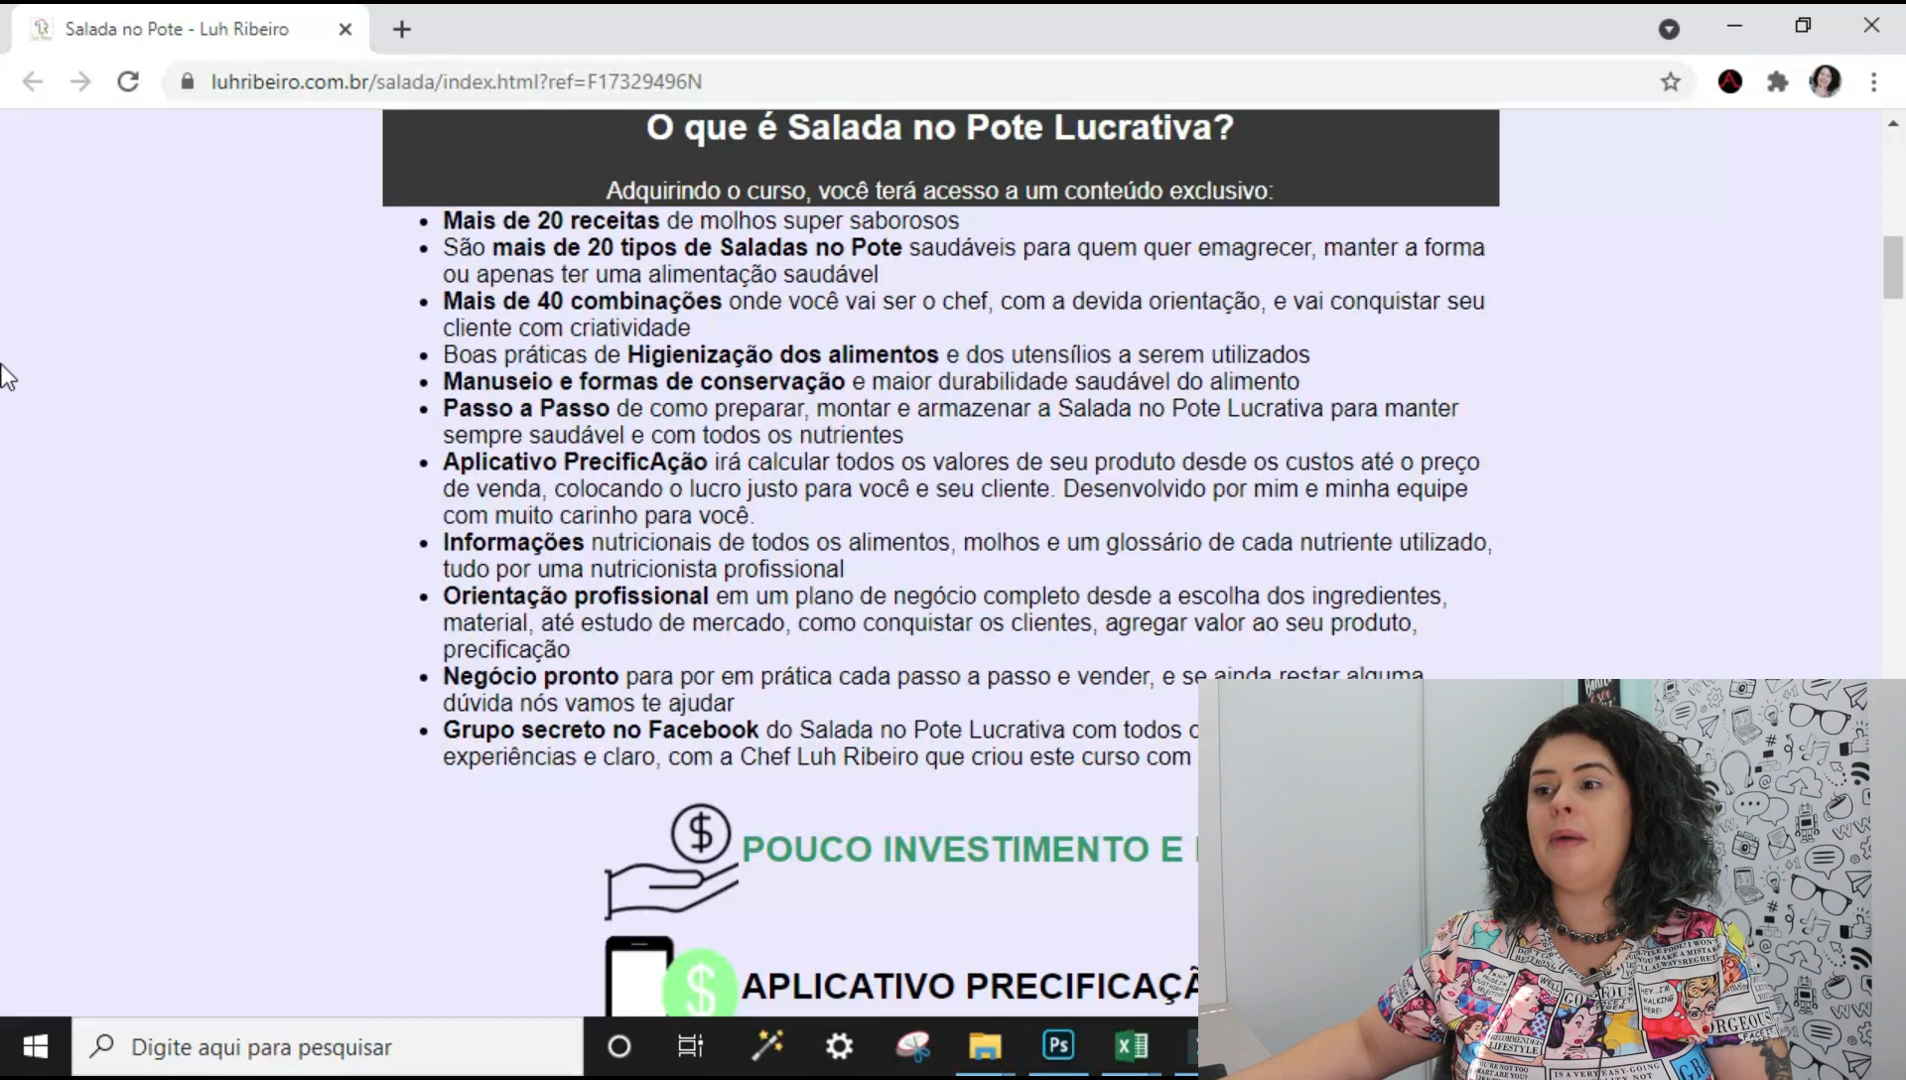 Salada no Pote - Luh Ribeiro
luhribeiro.com.br/salada/index.html?ref=F17329496N
O que é Salada no Pote Lucrativa?
Adquirindo o curso, você terá acesso a um conteúdo exclusivo:
Mais de 20 receitas de molhos super saborosos
São mais de 20 tipos de Saladas no Pote saudáveis para quem quer emagrecer, manter a forma
ou apenas ter uma alimentação saudável
Mais de 40 combinações onde você vai ser o chef, com a devida orientação, e vai conquistar seu
cliente com criatividade
Boas práticas de Higienização dos alimentos e dos utensílios a serem utilizados
Manuseio e formas de conservação e maior durabilidade saudável do alimento
Passo a Passo de como preparar, montar e armazenar a Salada no Pote Lucrativa para manter
sempre saudável e com todos os nutrientes
Aplicativo PrecificAção irá calcular todos os valores de seu produto desde os custos até o preço
de venda, colocando o lucro justo para você e seu cliente. Desenvolvido por mim e minha equipe
com muito carinho para você.
Informações nutricionais de todos os alimentos, molhos e um glossário de cada nutriente utilizado,
tudo por uma nutricionista profissional
Orientação profissional em um plano de negócio completo desde a escolha dos ingredientes,
material, até estudo de mercado, como conquistar os clientes, agregar valor ao seu produto,
precificação
Negócio pronto para por em prática cada passo a passo e vender, e se ainda restar alguma
dúvida nós vamos te ajudar
Grupo secreto no Facebook do Salada no Pote Lucrativa com todos
experiências e claro, com a Chef Luh Ribeiro que criou este curso com
POUCO INVESTIMENTO E
APLICATIVO PRECIFICAÇÃ
Digite aqui para pesquisar
Ps